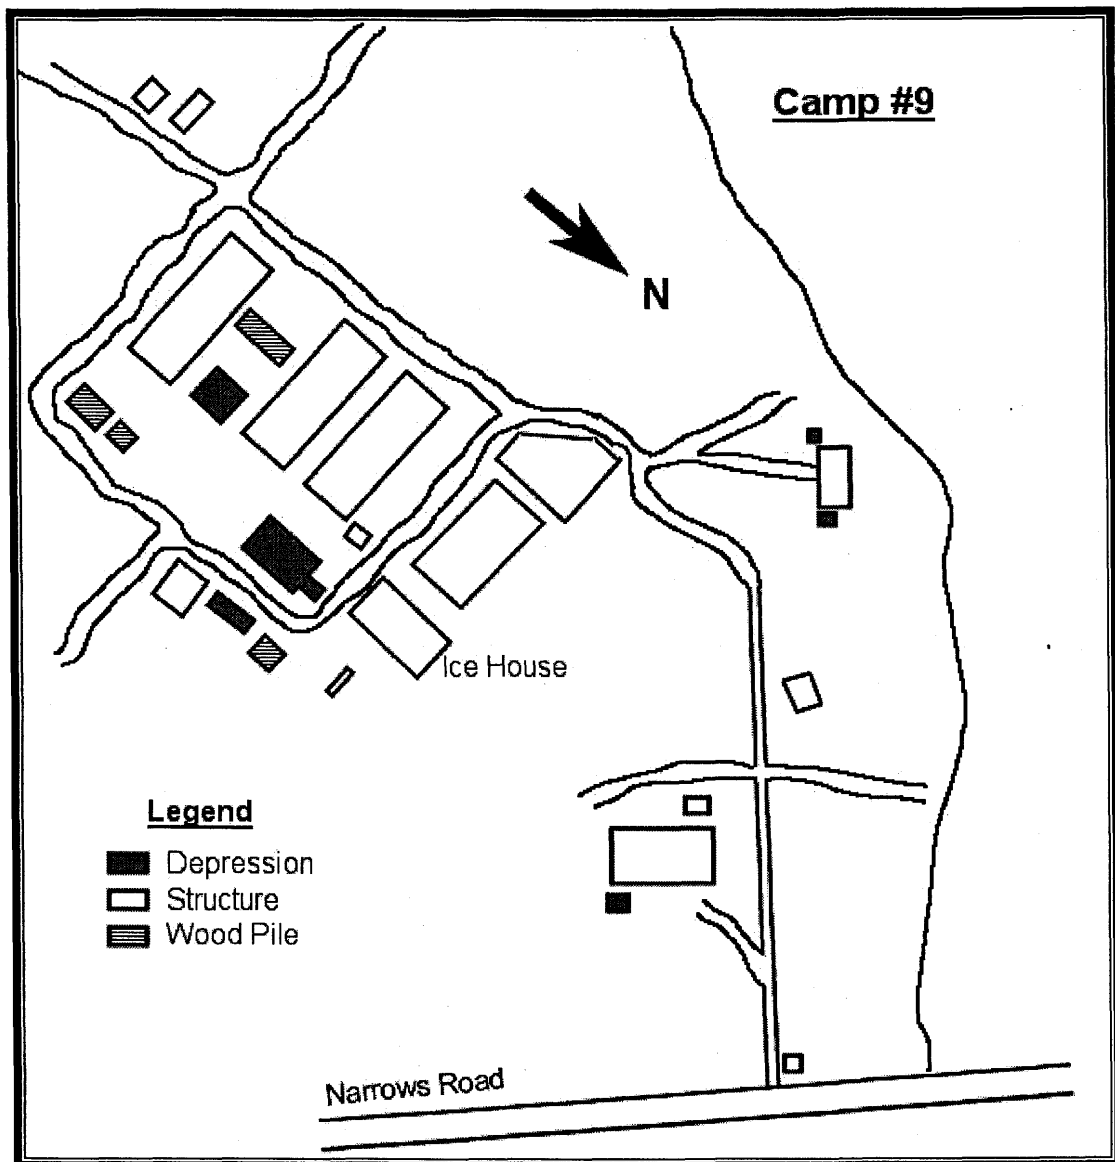 Camp #9
N
Ice House
Legend
Depression
Structure
Wood Pile
Narrows Road